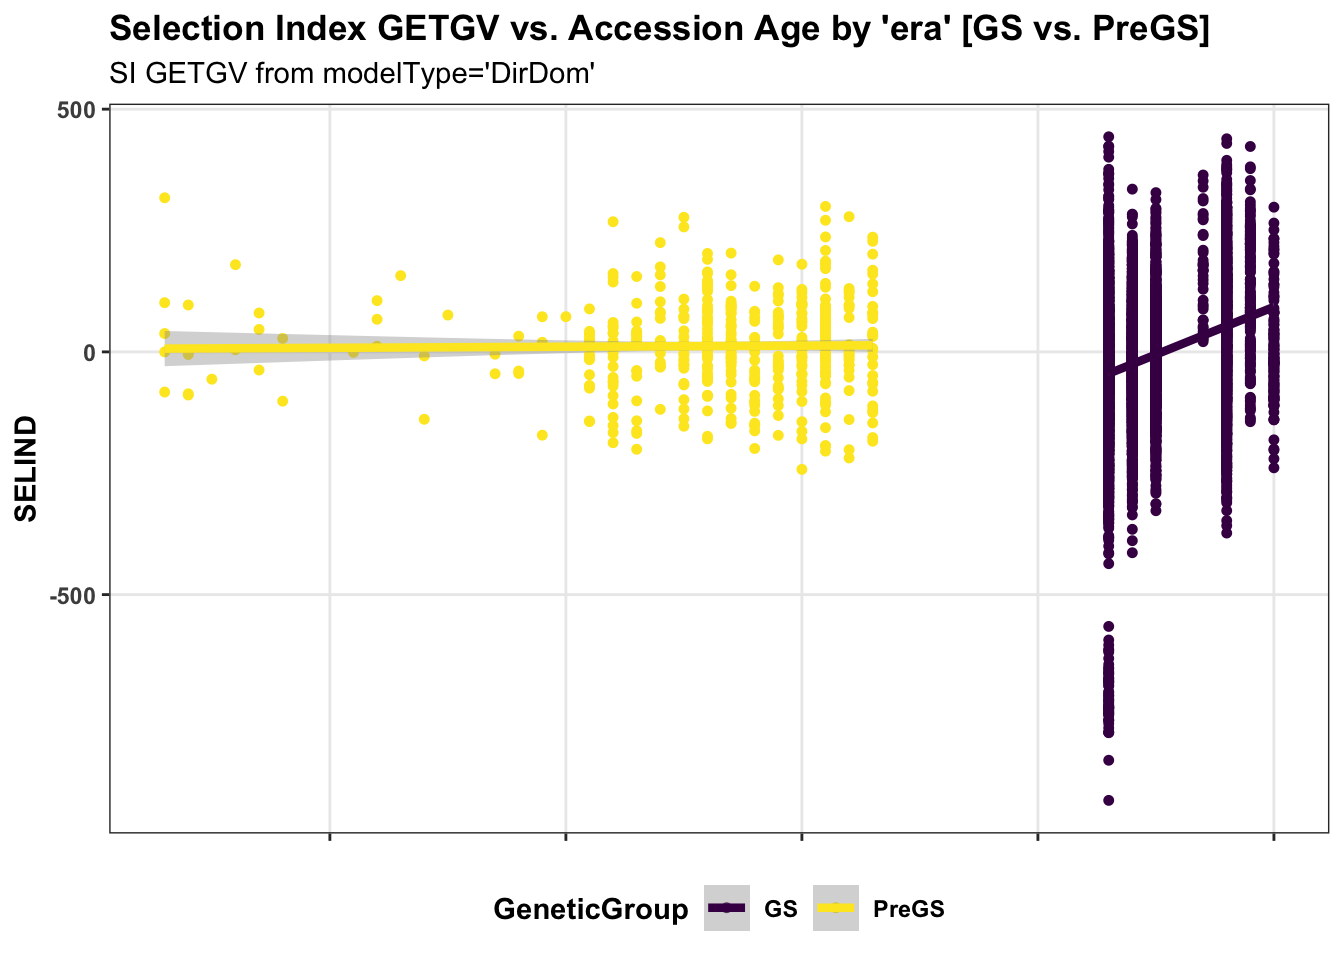 Selection Index GETGV vs. Accession Age by 'era' [GS vs. PreGS]
SI GETGV from modelType='DirDom'
500
0
-500
SELIND
GeneticGroup GS PreGS